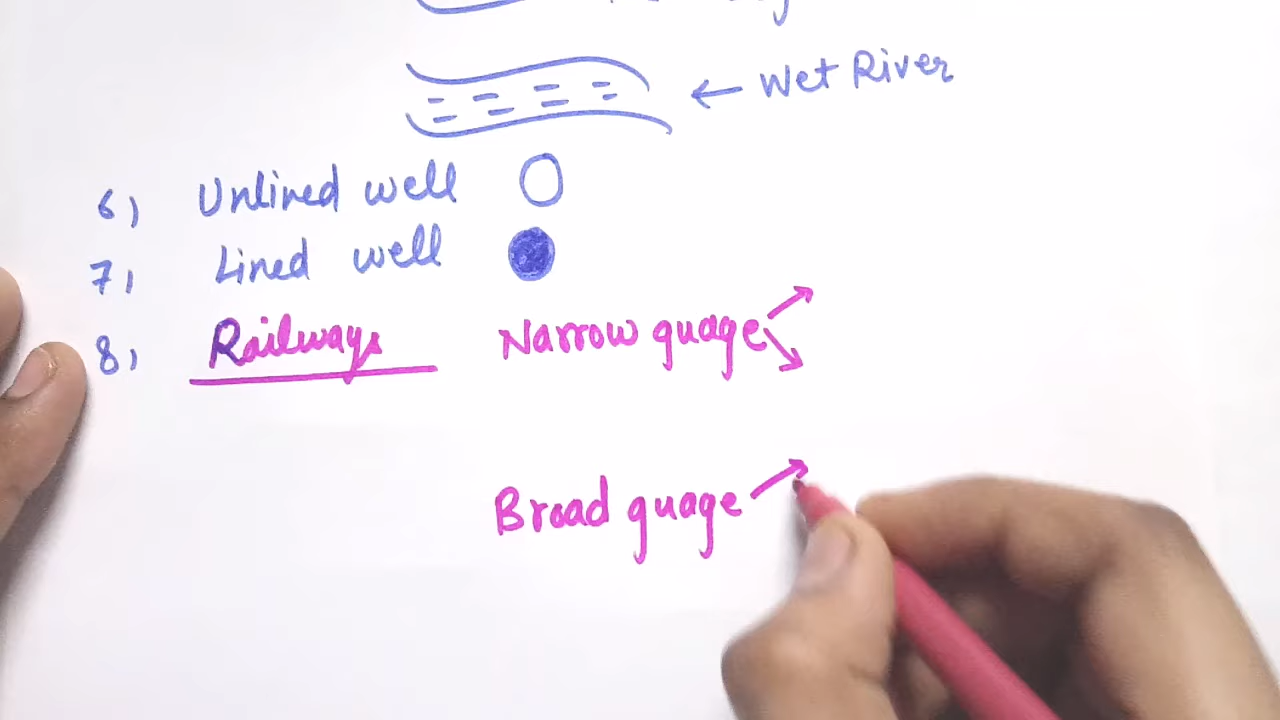 ← Wet River
6) Unlined well
7) Lined well
8) Railways Narrow guage
Broad guage